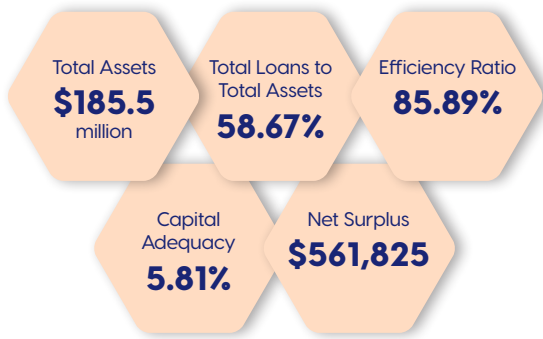 Total Assets
$185.5
million
Total Loans to
Total Assets
58.67%
Efficiency Ratio
85.89%
Capital
Adequacy
5.81%
Net Surplus
$561,825